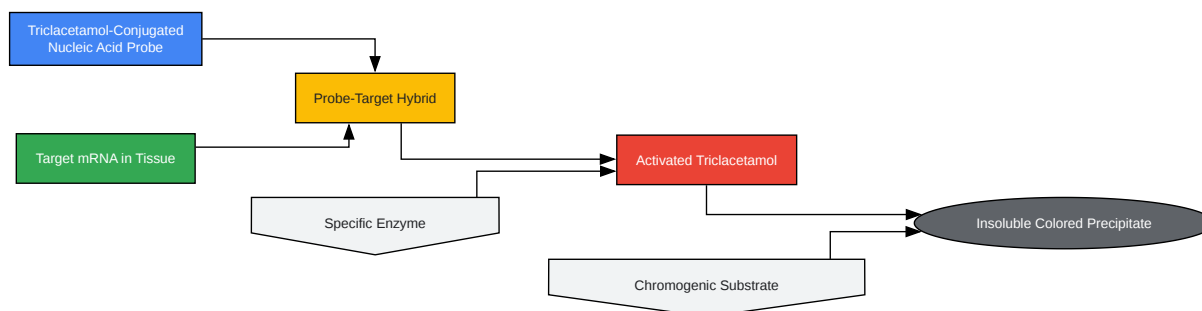 Triclacetamol-Conjugated
Nucleic Acid Probe
Probe-Target Hybrid
Target mRNA in Tissue
Activated Triclacetamol
Specific Enzyme
Insoluble Colored Precipitate
Chromogenic Substrate